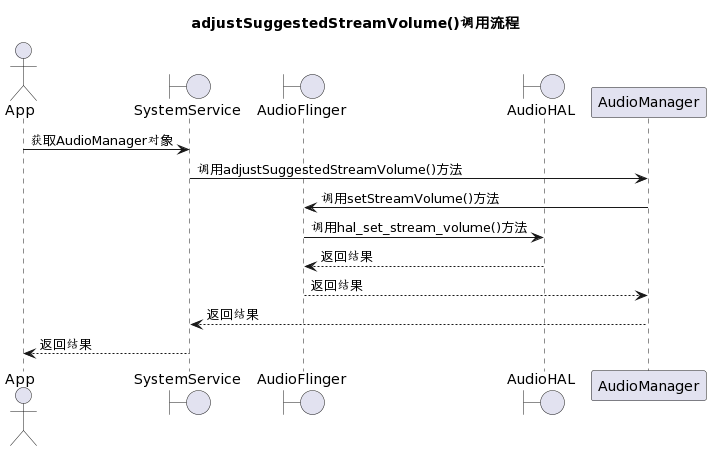 adjustSuggestedStreamVolume()调用流程
App
SystemService
AudioFlinger
AudioHAL
AudioManager
获取AudioManager对象
调用adjustSuggestedStreamVolume()方法
调用setStreamVolume()方法
调用hal_set_stream_volume()方法
返回结果
返回结果
返回结果
返回结果
App
SystemService
AudioFlinger
AudioHAL
AudioManager